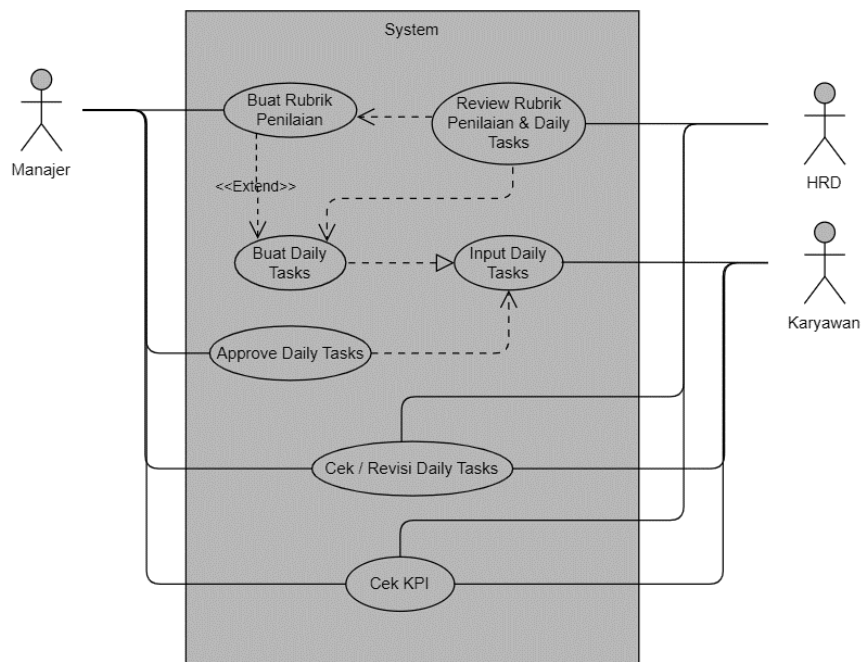 System
Buat Rubrik
Penilaian
Review Rubrik
Penilaian & Daily
Tasks
Manajer
HRD
<<Extend>>
Buat Daily
Tasks
Input Daily
Tasks
Karyawan
Approve Daily Tasks
Cek / Revisi Daily Tasks
Cek KPI